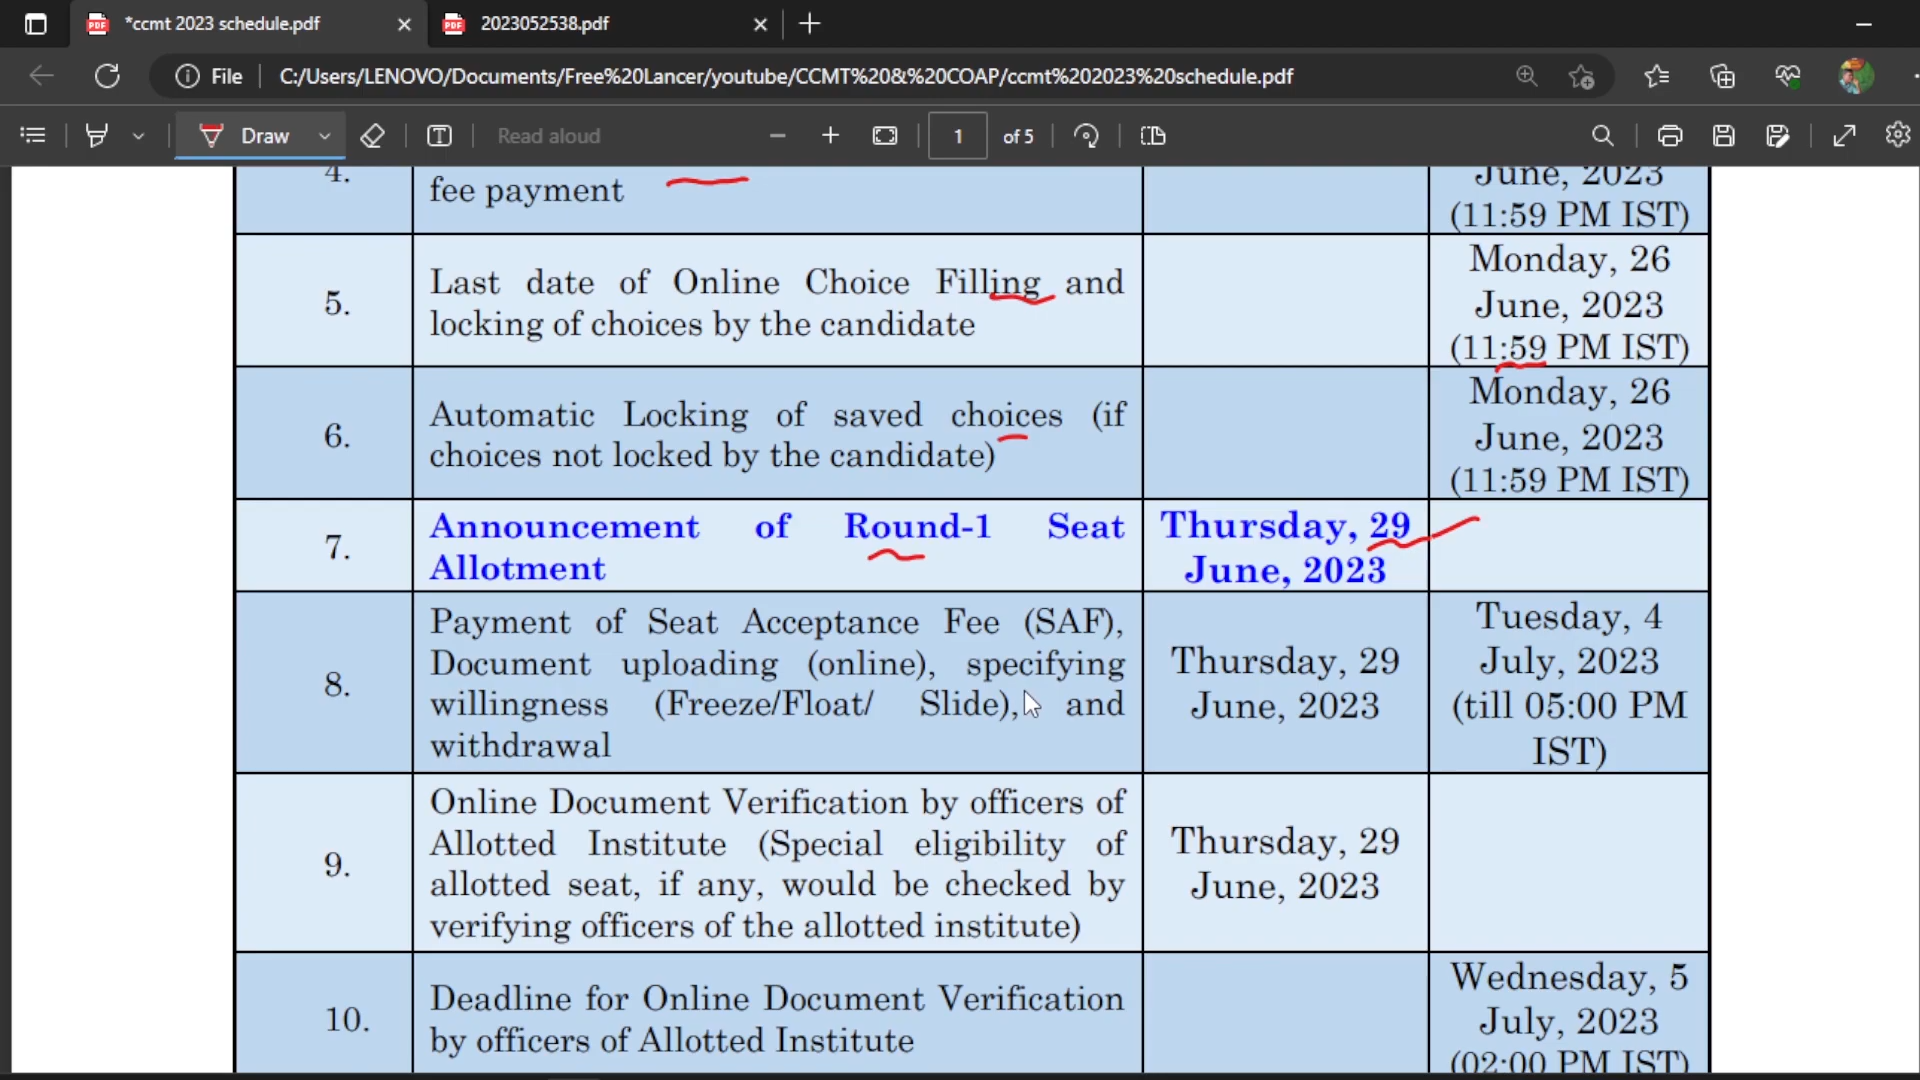 *ccmt 2023 schedule.pdf
2023052538.pdf
File
C:/Users/LENOVO/Documents/Free%20Lancer/youtube/CCMT%20&%20COAP/ccmt%202023%20schedule.pdf
Draw
Read aloud
1 of 5
4.
fee payment
June, 2023
(11:59 PM IST)
5.
Last date of Online Choice Filling and
locking of choices by the candidate
Monday, 26
June, 2023
(11:59 PM IST)
6.
Automatic Locking of saved choices (if
choices not locked by the candidate)
Monday, 26
June, 2023
(11:59 PM IST)
7.
Announcement of Round-1 Seat
Allotment
Thursday, 29
June, 2023
8.
Payment of Seat Acceptance Fee (SAF),
Document uploading (online), specifying
willingness (Freeze/Float/ Slide), and
withdrawal
Thursday, 29
June, 2023
Tuesday, 4
July, 2023
(till 05:00 PM
IST)
9.
Online Document Verification by officers of
Allotted Institute (Special eligibility of
allotted seat, if any, would be checked by
verifying officers of the allotted institute)
Thursday, 29
June, 2023
10.
Deadline for Online Document Verification
by officers of Allotted Institute
Wednesday, 5
July, 2023
(02:00 PM IST)